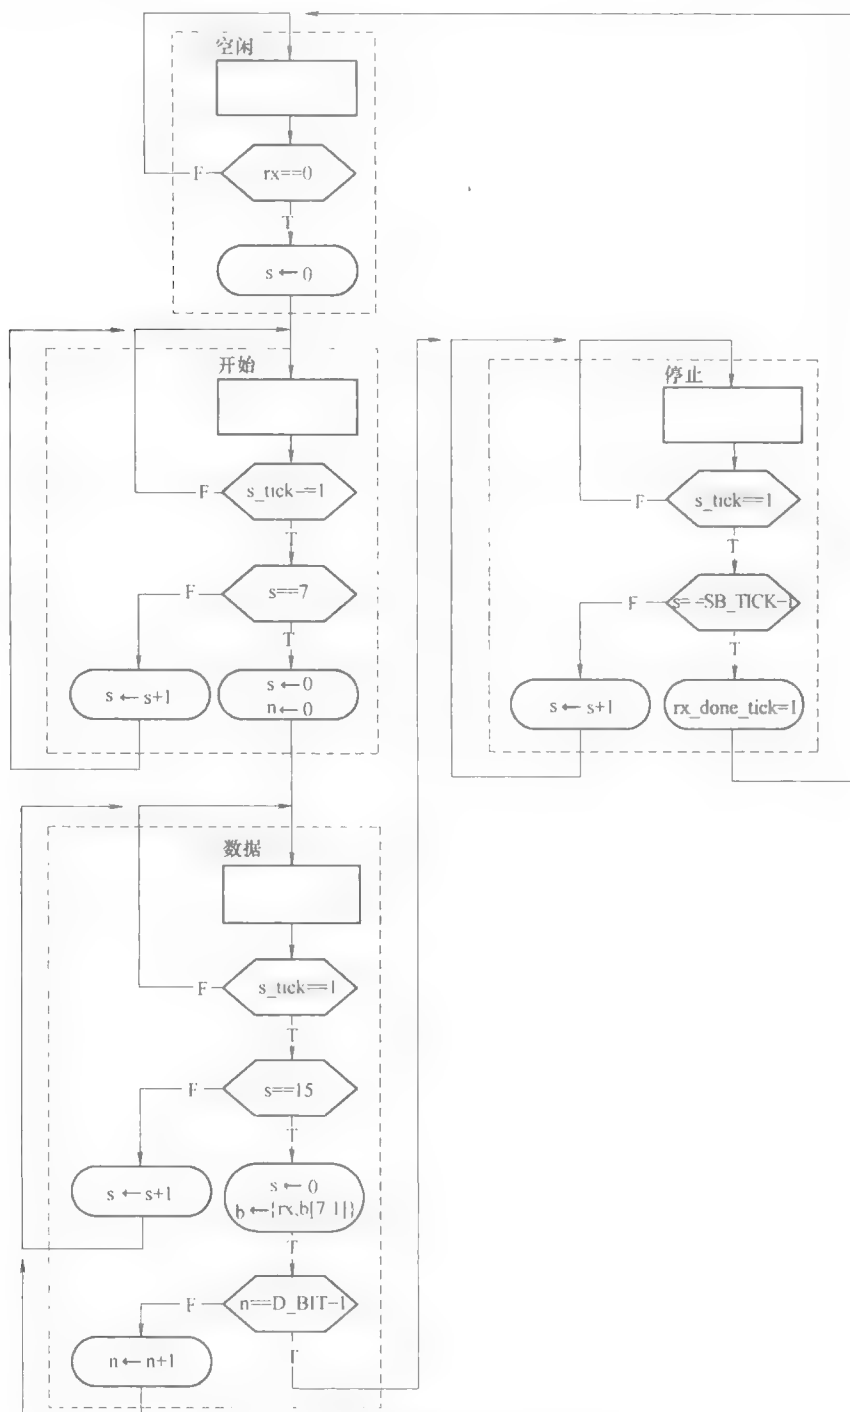 空闲
rx==0
F
T
s ← 0
开始
s_tick==1
F
T
s==7
F
T
s ← s+1
s ← 0
n ← 0
数据
s_tick==1
F
T
s==15
F
T
s ← s+1
s ← 0
b ← {rx,b[7:1]}
T
n==D_BIT-1
F
n ← n+1
T
停止
s_tick==1
F
T
s==SB_TICK-1
F
T
s ← s+1
rx_done_tick=1